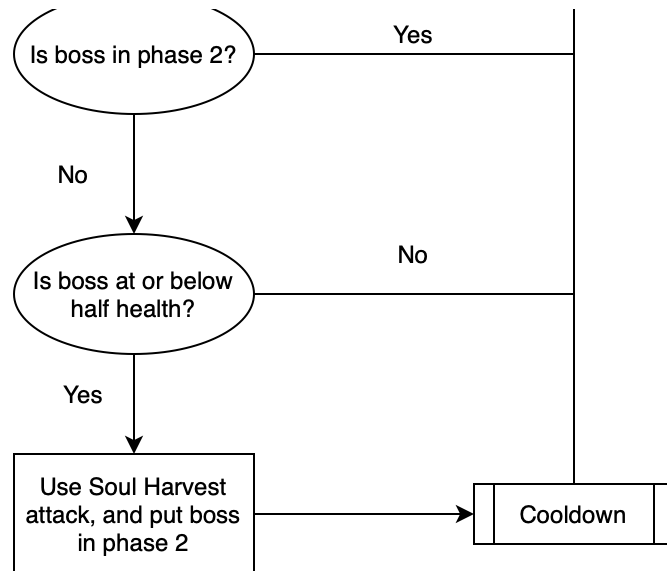 Is boss in phase 2?
Yes
No
Is boss at or below
half health?
No
Yes
Use Soul Harvest
attack, and put boss
in phase 2
Cooldown